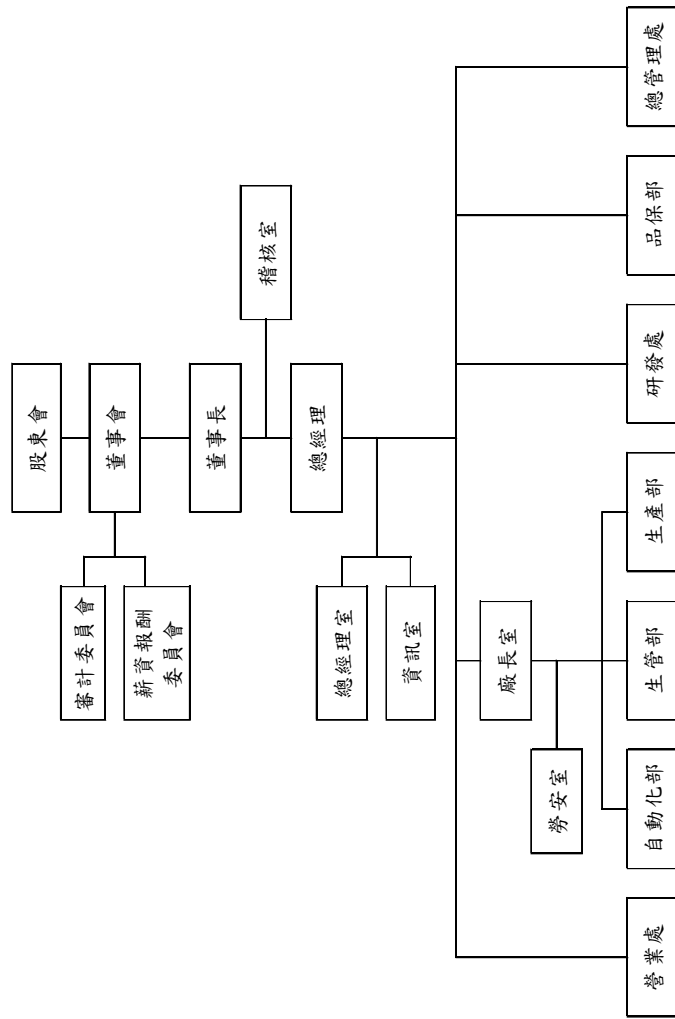 股東會
董事會
審計委員會
薪資報酬
委員會
董事長
稽核室
總經理
總經理室
資訊室
廠長室
勞安室
營業處
自動化部
生管部
生產部
研發處
品保部
總管理處